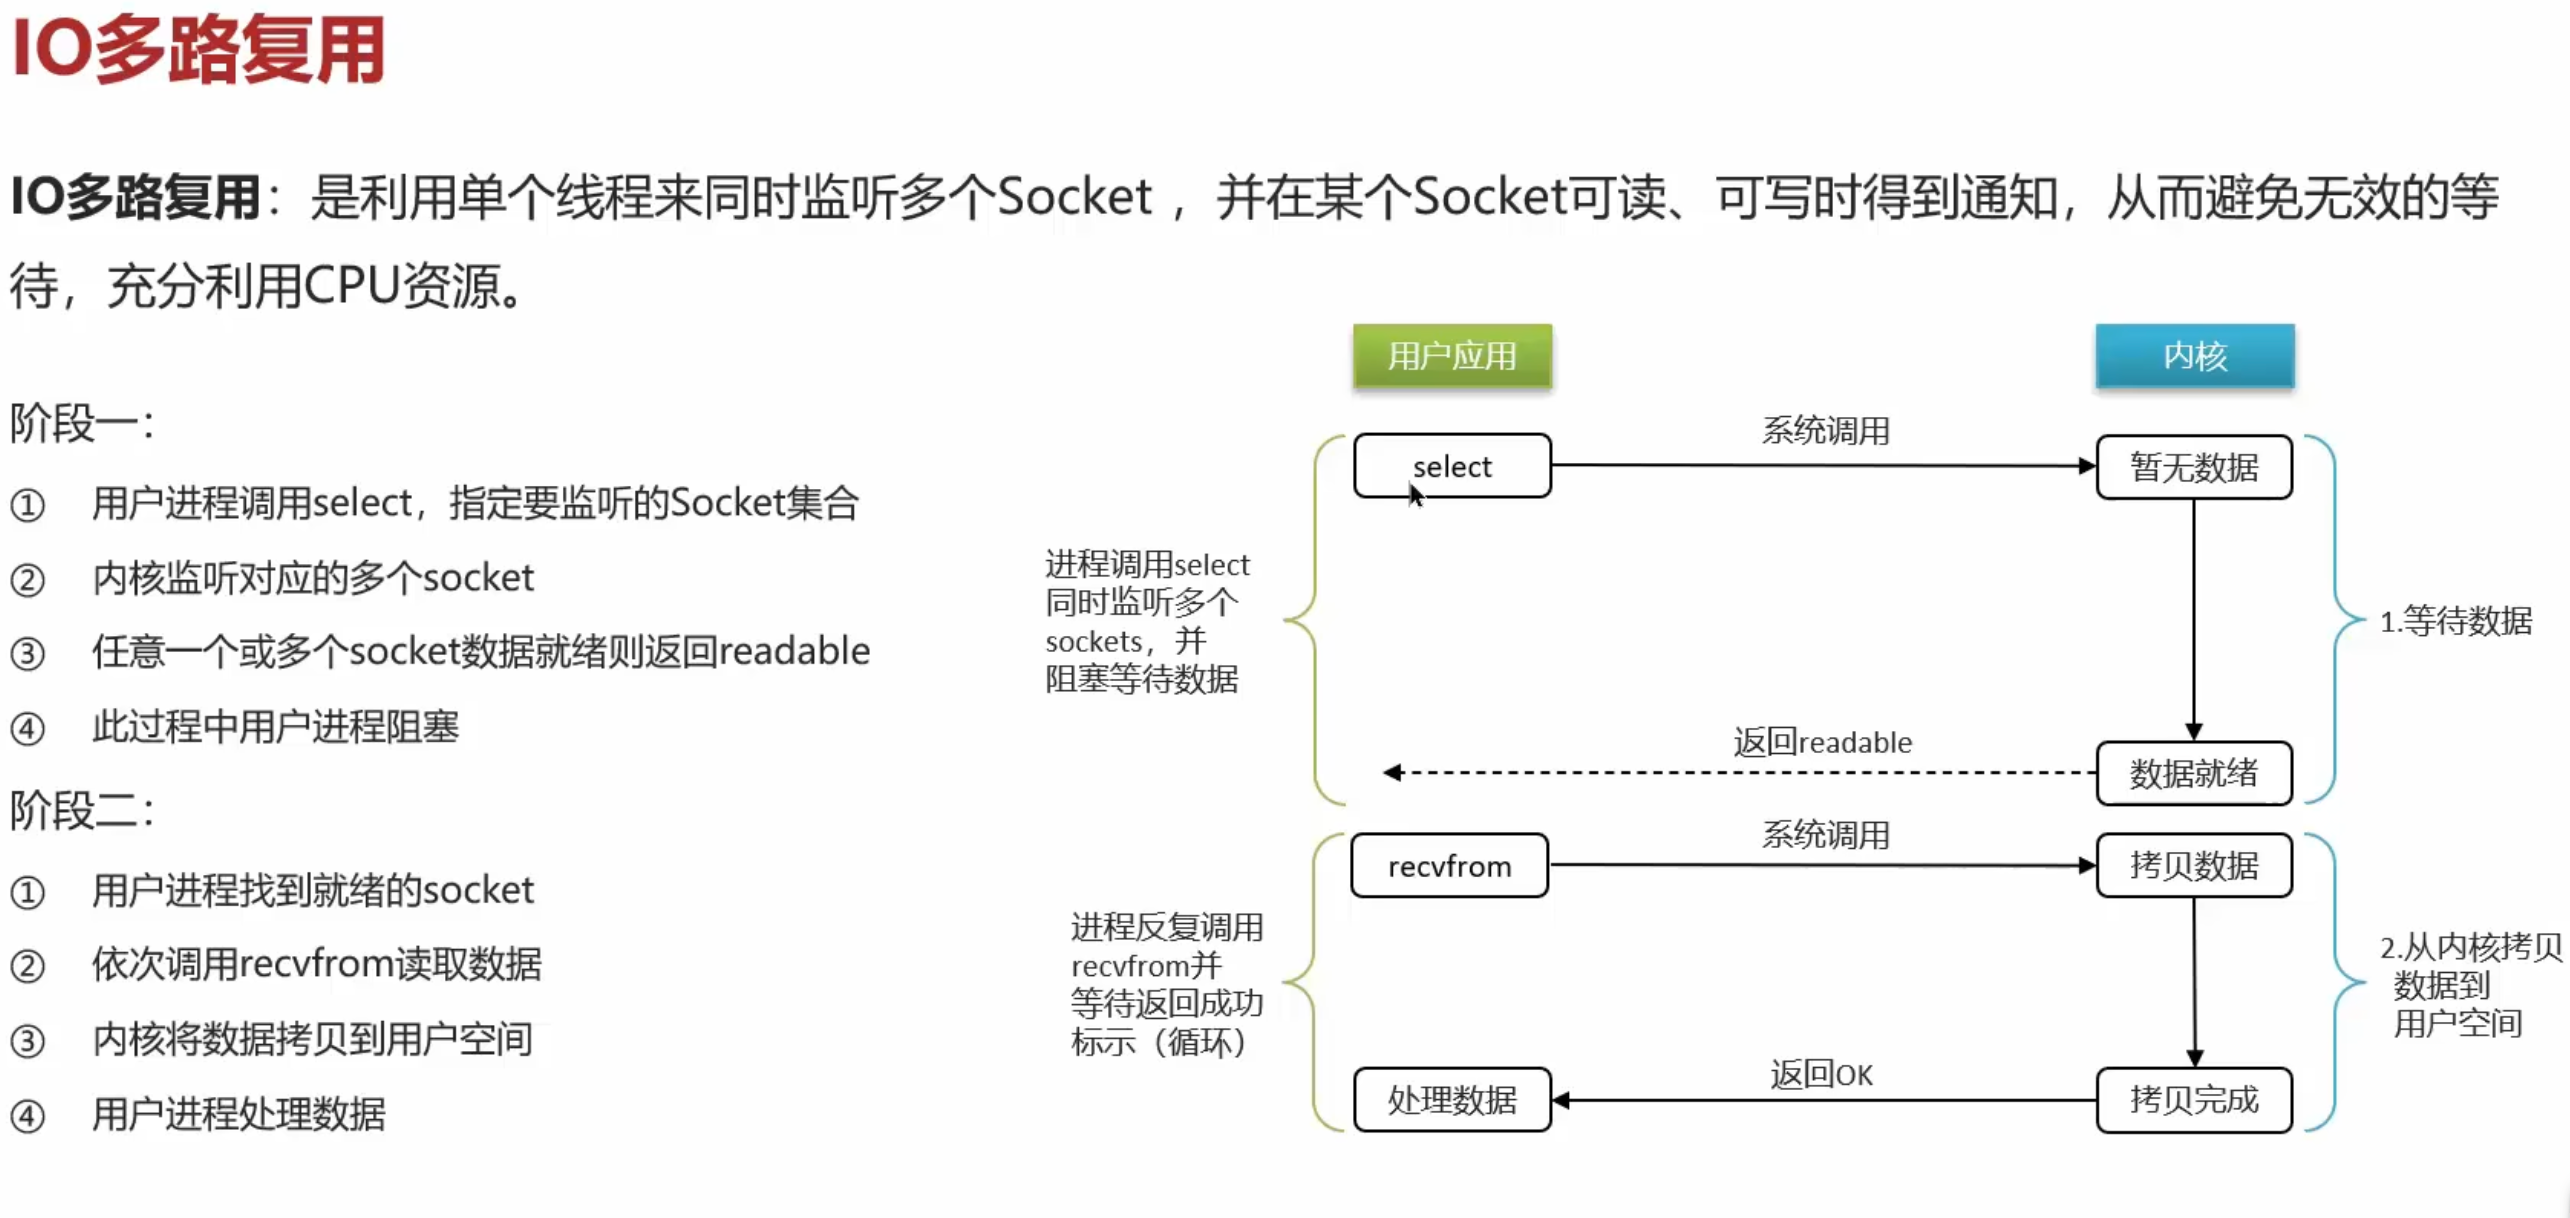 IO多路复用
IO多路复用：是利用单个线程来同时监听多个Socket ，并在某个Socket可读、可写时得到通知，从而避免无效的等
待，充分利用CPU资源。
阶段一：
① 用户进程调用select，指定要监听的Socket集合
② 内核监听对应的多个socket
③ 任意一个或多个socket数据就绪则返回readable
④ 此过程中用户进程阻塞
阶段二：
① 用户进程找到就绪的socket
② 依次调用recvfrom读取数据
③ 内核将数据拷贝到用户空间
④ 用户进程处理数据
用户应用
内核
select
系统调用
暂无数据
进程调用select
同时监听多个
sockets，并
阻塞等待数据
1.等待数据
返回readable
数据就绪
recvfrom
系统调用
拷贝数据
进程反复调用
recvfrom并
等待返回成功
标示（循环）
2.从内核拷贝
数据到
用户空间
处理数据
返回OK
拷贝完成